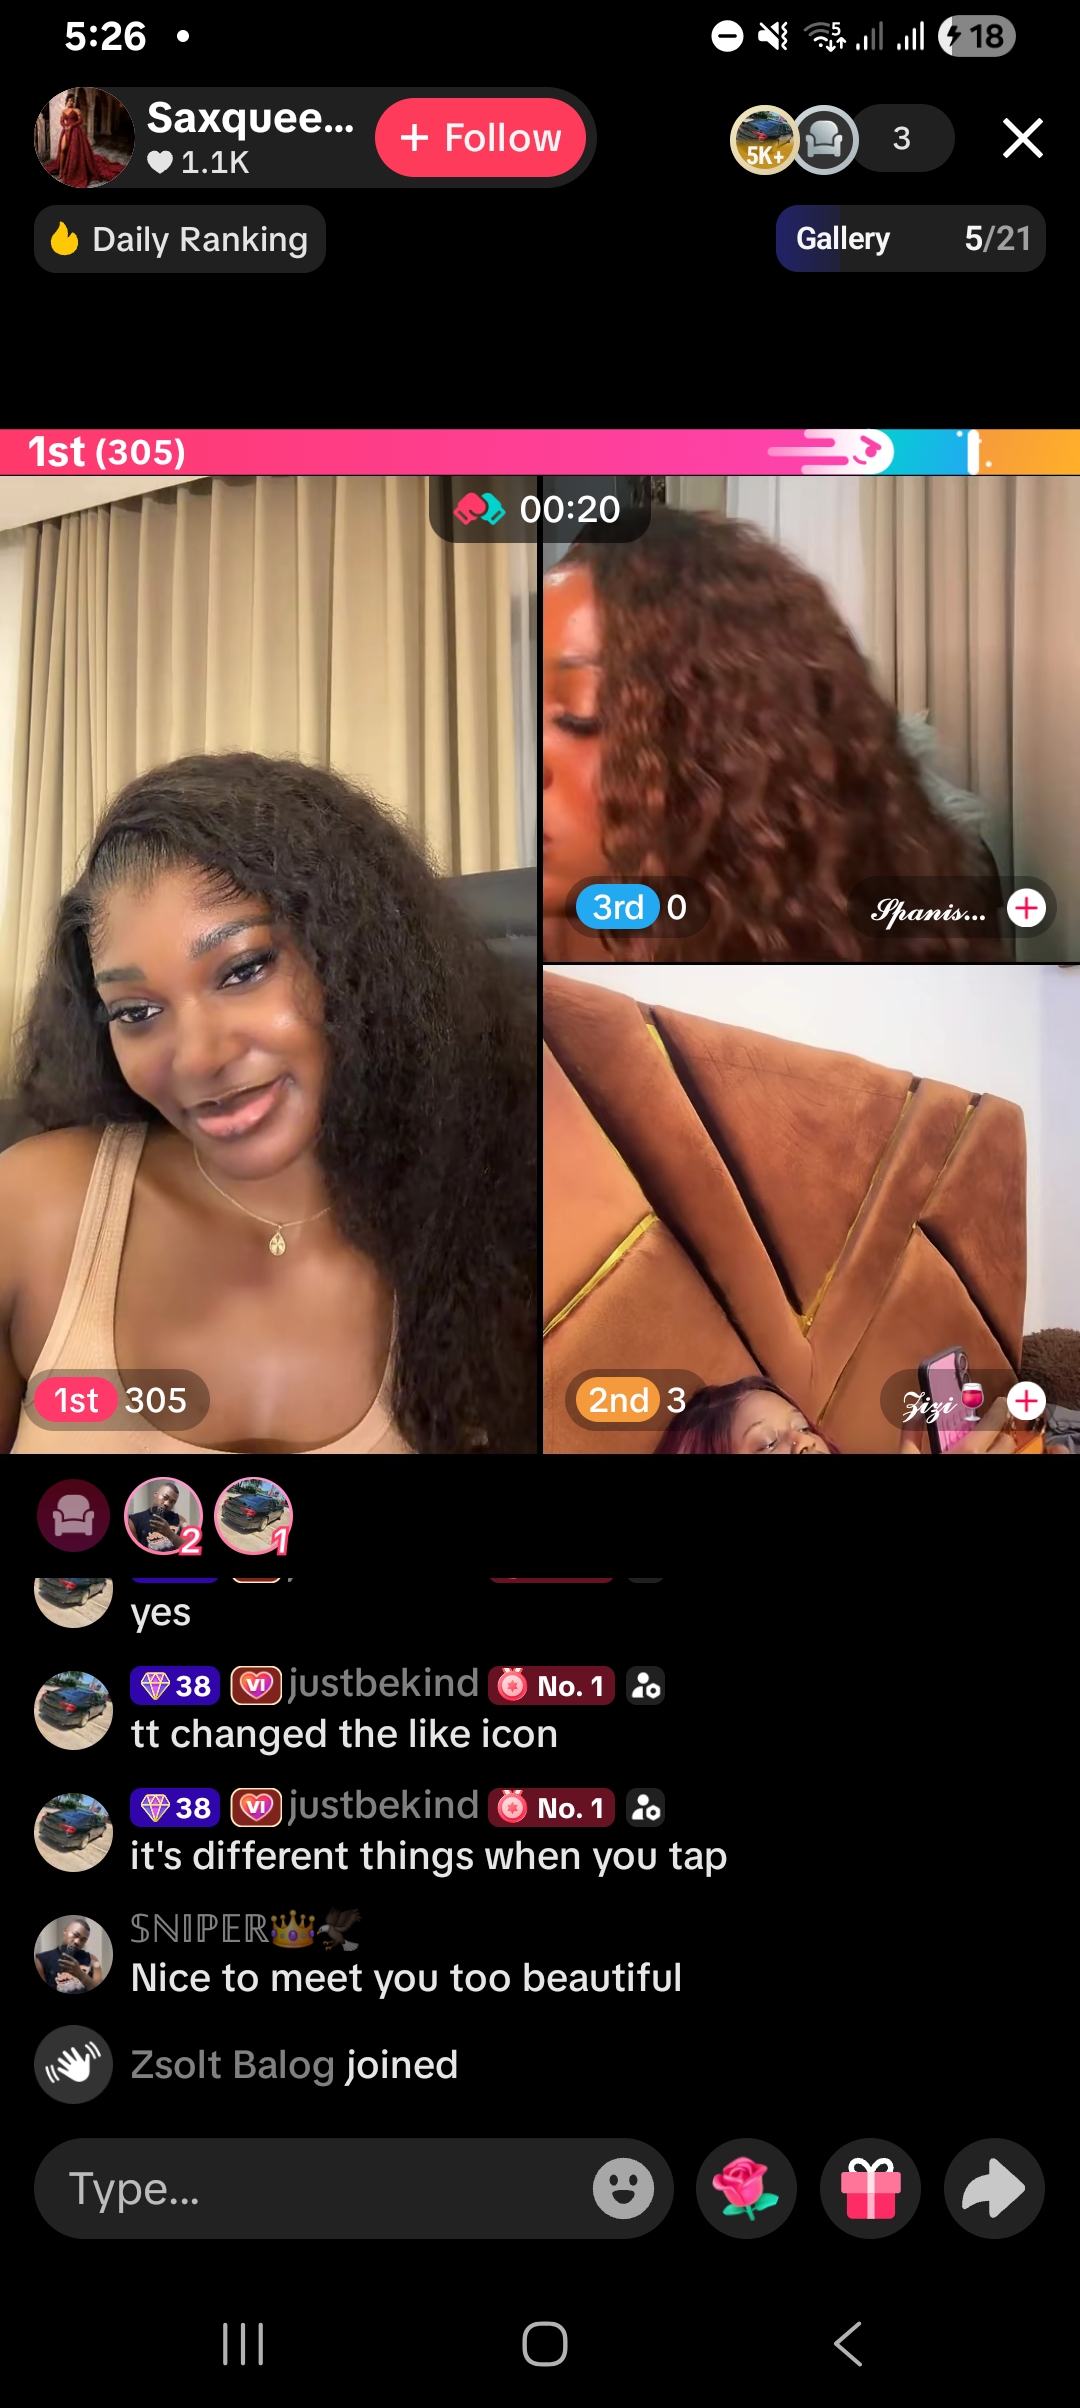 5:26
5
18
Saxquee...
1.1K
+ Follow
5K+
3
Daily Ranking
Gallery 5/21
1st (305)
00:20
3rd 0
Spanis...
1st 305
2nd 3
Zizi🍷
2
1
yes
38 VI justbekind No. 1
tt changed the like icon
38 VI justbekind No. 1
it's different things when you tap
𝕊ℕ𝕀ℙ𝔼ℝ👑🦅
Nice to meet you too beautiful
Zsolt Balog joined
Type...